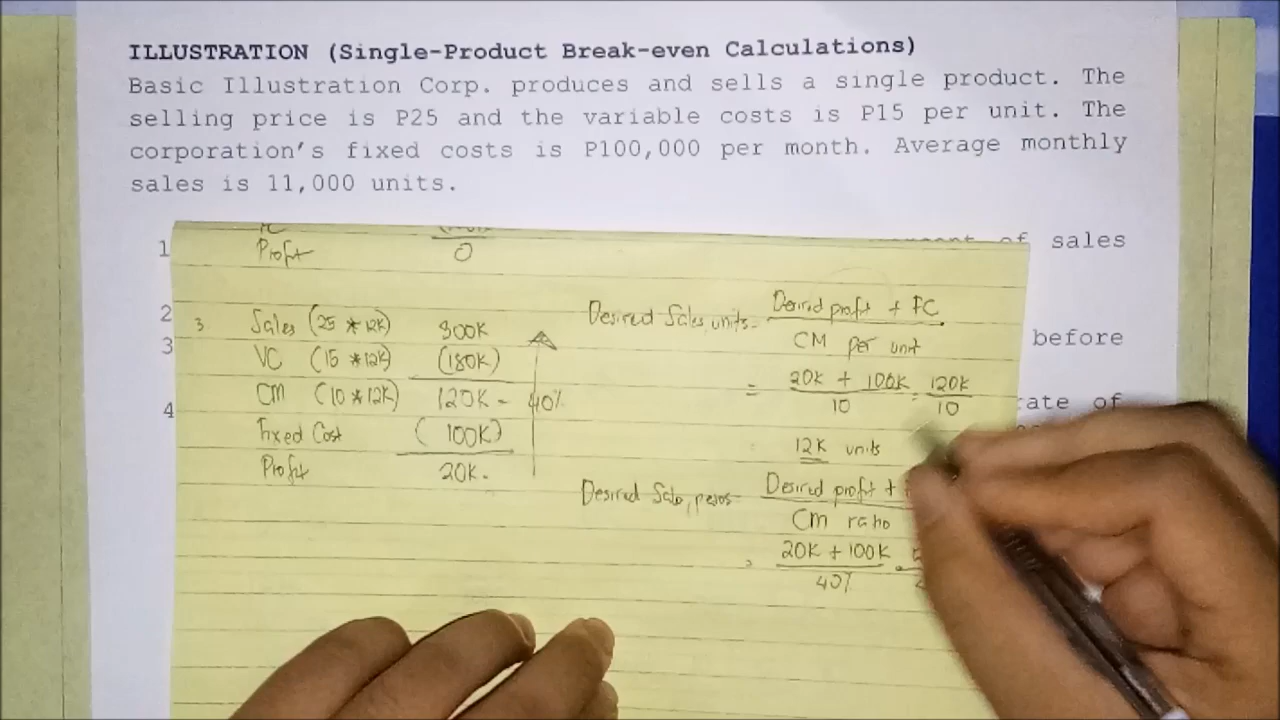 ILLUSTRATION (Single-Product Break-even Calculations)
Basic Illustration Corp. produces and sells a single product. The
selling price is P25 and the variable costs is P15 per unit. The
corporation's fixed costs is P100,000 per month. Average monthly
sales is 11,000 units.
1 of sales
Profit 0
2
3 before
4 rate of
3 Sales (25 * 12K) 300K
VC (15 * 12K) (180K)
CM (10 * 12K) 120K - 40%
Fixed Cost (100K)
Profit 20K.
Desired Sales, units = Desired profit + FC
CM per unit
= 20K + 100K = 120K
10 10
= 12K units
Desired Sales, pesos = Desired profit +
CM ratio
= 20K + 100K =
40%